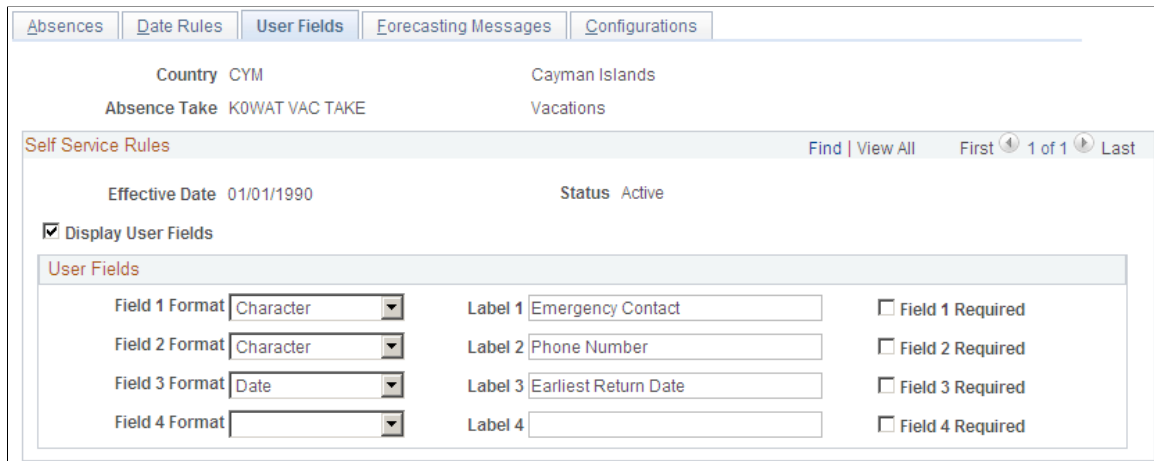 Absences Date Rules User Fields Forecasting Messages Configurations
Country CYM Cayman Islands
Absence Take K0WAT VAC TAKE Vacations
Self Service Rules Find | View All First 1 of 1 Last
Effective Date 01/01/1990 Status Active
Display User Fields
User Fields
Field 1 Format Character Label 1 Emergency Contact Field 1 Required
Field 2 Format Character Label 2 Phone Number Field 2 Required
Field 3 Format Date Label 3 Earliest Return Date Field 3 Required
Field 4 Format Label 4 Field 4 Required